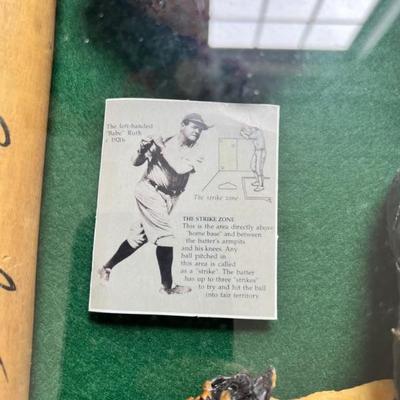 The left-handed
"Babe" Ruth
c 1926
The strike zone
THE STRIKE ZONE
This is the area directly above
"home base" and between
the batter's armpits
and his knees. Any
ball pitched in
this area is called
as a "strike". The batter
has up to three "strikes"
to try and hit the ball
into fair territory